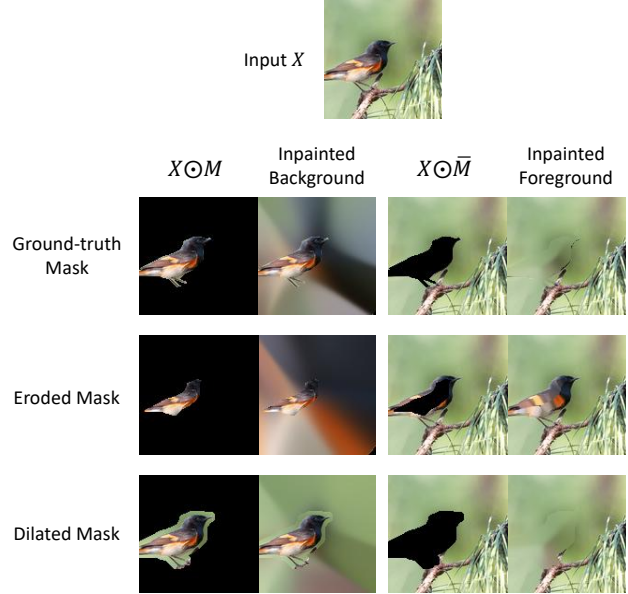 Input X
X⊙M
Inpainted
Background
X⊙M̄
Inpainted
Foreground
Ground-truth
Mask
Eroded Mask
Dilated Mask